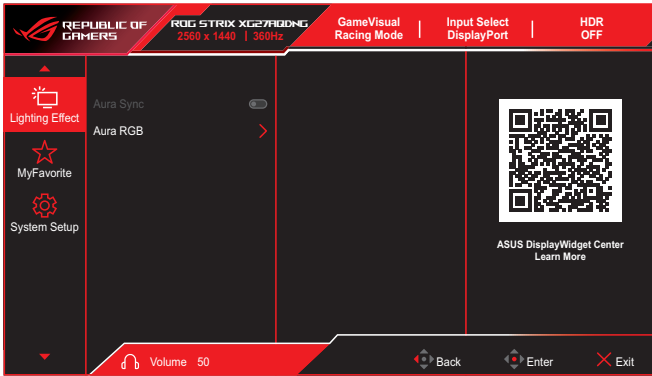 REPUBLIC OF
GAMERS
ROG STRIX XG27AQDNG
2560 x 1440 | 360Hz
GameVisual
Racing Mode
Input Select
DisplayPort
HDR
OFF
Lighting Effect
MyFavorite
System Setup
Aura Sync
Aura RGB
ASUS DisplayWidget Center
Learn More
Volume 50
Back
Enter
Exit